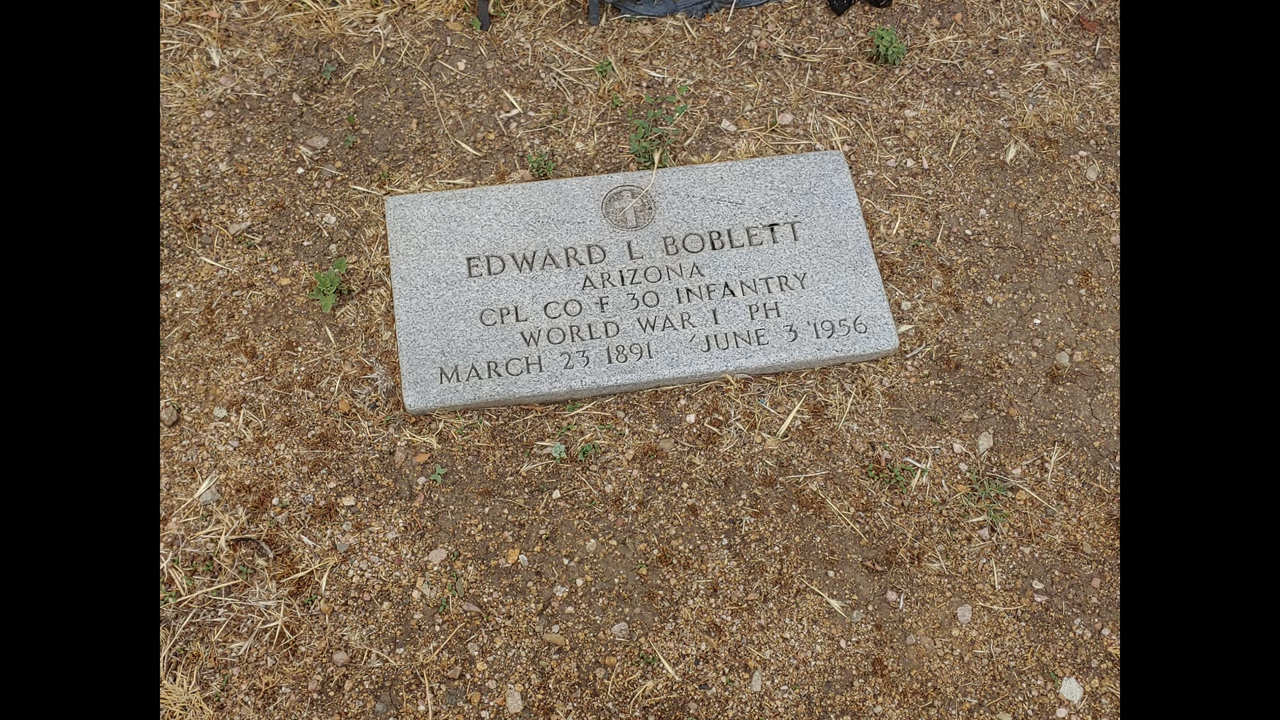 EDWARD L BOBLETT
ARIZONA
CPL CO F 30 INFANTRY
WORLD WAR I PH
MARCH 23 1891 JUNE 3 1956